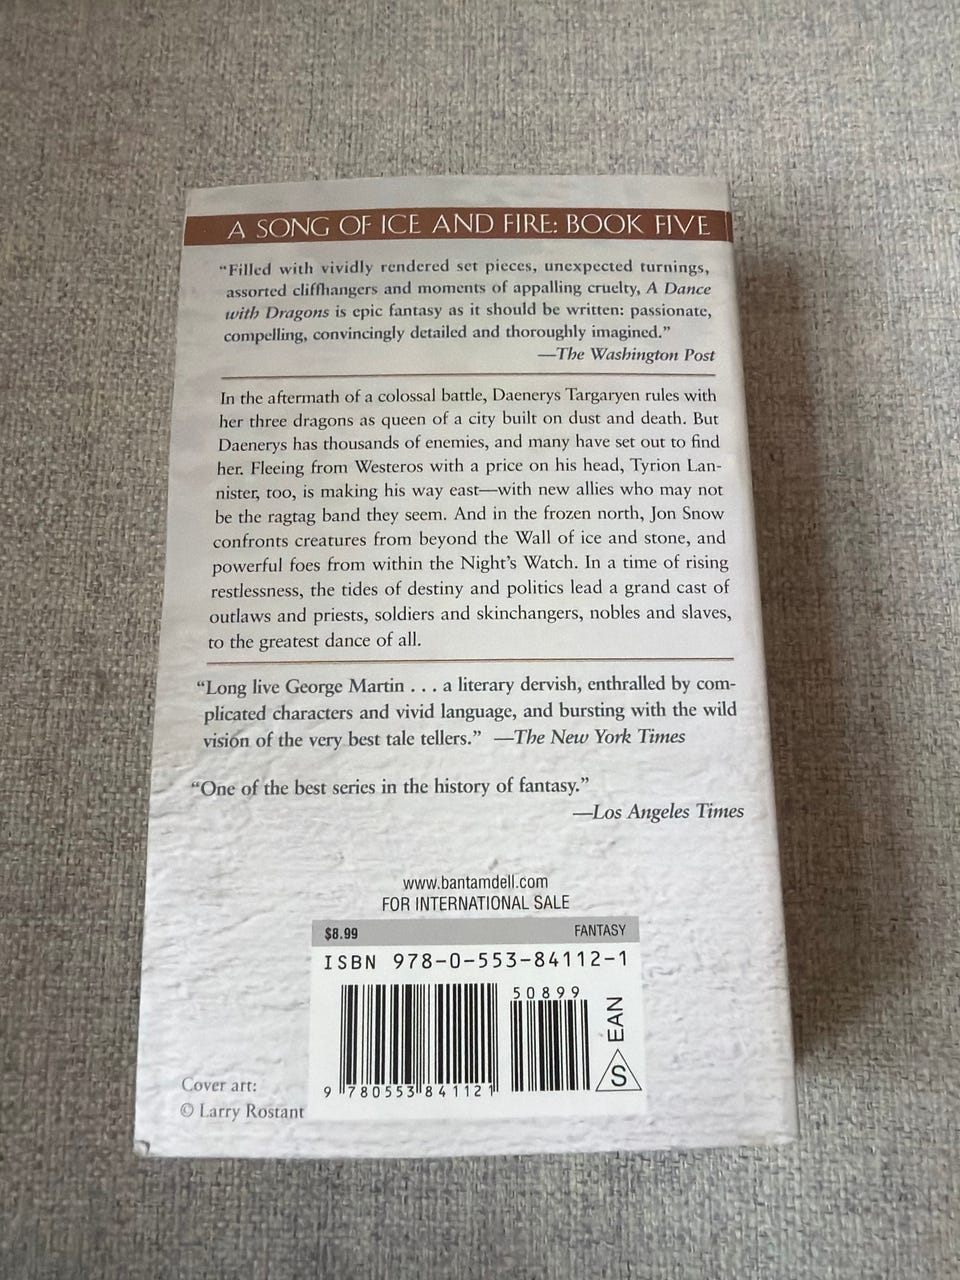 A SONG OF ICE AND FIRE: BOOK FIVE
“Filled with vividly rendered set pieces, unexpected turnings,
assorted cliffhangers and moments of appalling cruelty, A Dance
with Dragons is epic fantasy as it should be written: passionate,
compelling, convincingly detailed and thoroughly imagined.”
—The Washington Post
In the aftermath of a colossal battle, Daenerys Targaryen rules with
her three dragons as queen of a city built on dust and death. But
Daenerys has thousands of enemies, and many have set out to find
her. Fleeing from Westeros with a price on his head, Tyrion Lan-
nister, too, is making his way east—with new allies who may not
be the ragtag band they seem. And in the frozen north, Jon Snow
confronts creatures from beyond the Wall of ice and stone, and
powerful foes from within the Night’s Watch. In a time of rising
restlessness, the tides of destiny and politics lead a grand cast of
outlaws and priests, soldiers and skinchangers, nobles and slaves,
to the greatest dance of all.
“Long live George Martin . . . a literary dervish, enthralled by com-
plicated characters and vivid language, and bursting with the wild
vision of the very best tale tellers.” —The New York Times
“One of the best series in the history of fantasy.”
—Los Angeles Times
www.bantamdell.com
FOR INTERNATIONAL SALE
$8.99 FANTASY
ISBN 978-0-553-84112-1
50899
EAN
S
9 780553 841121
Cover art:
© Larry Rostant